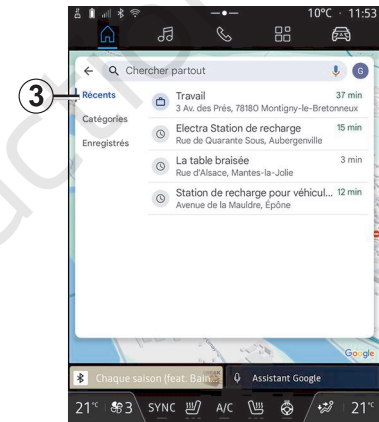 10°C · 11:53
Chercher partout
G
3
Récents
Catégories
Enregistrés
Travail
37 min
3 Av. des Prés, 78180 Montigny-le-Bretonneux
Electra Station de recharge
15 min
Rue de Quarante Sous, Aubergenville
La table braisée
3 min
Rue d'Alsace, Mantes-la-Jolie
Station de recharge pour véhicul...
12 min
Avenue de la Mauldre, Épône
Google
Chaque saison (feat. Bain
Assistant Google
21°C
3
SYNC
A/C
21°C